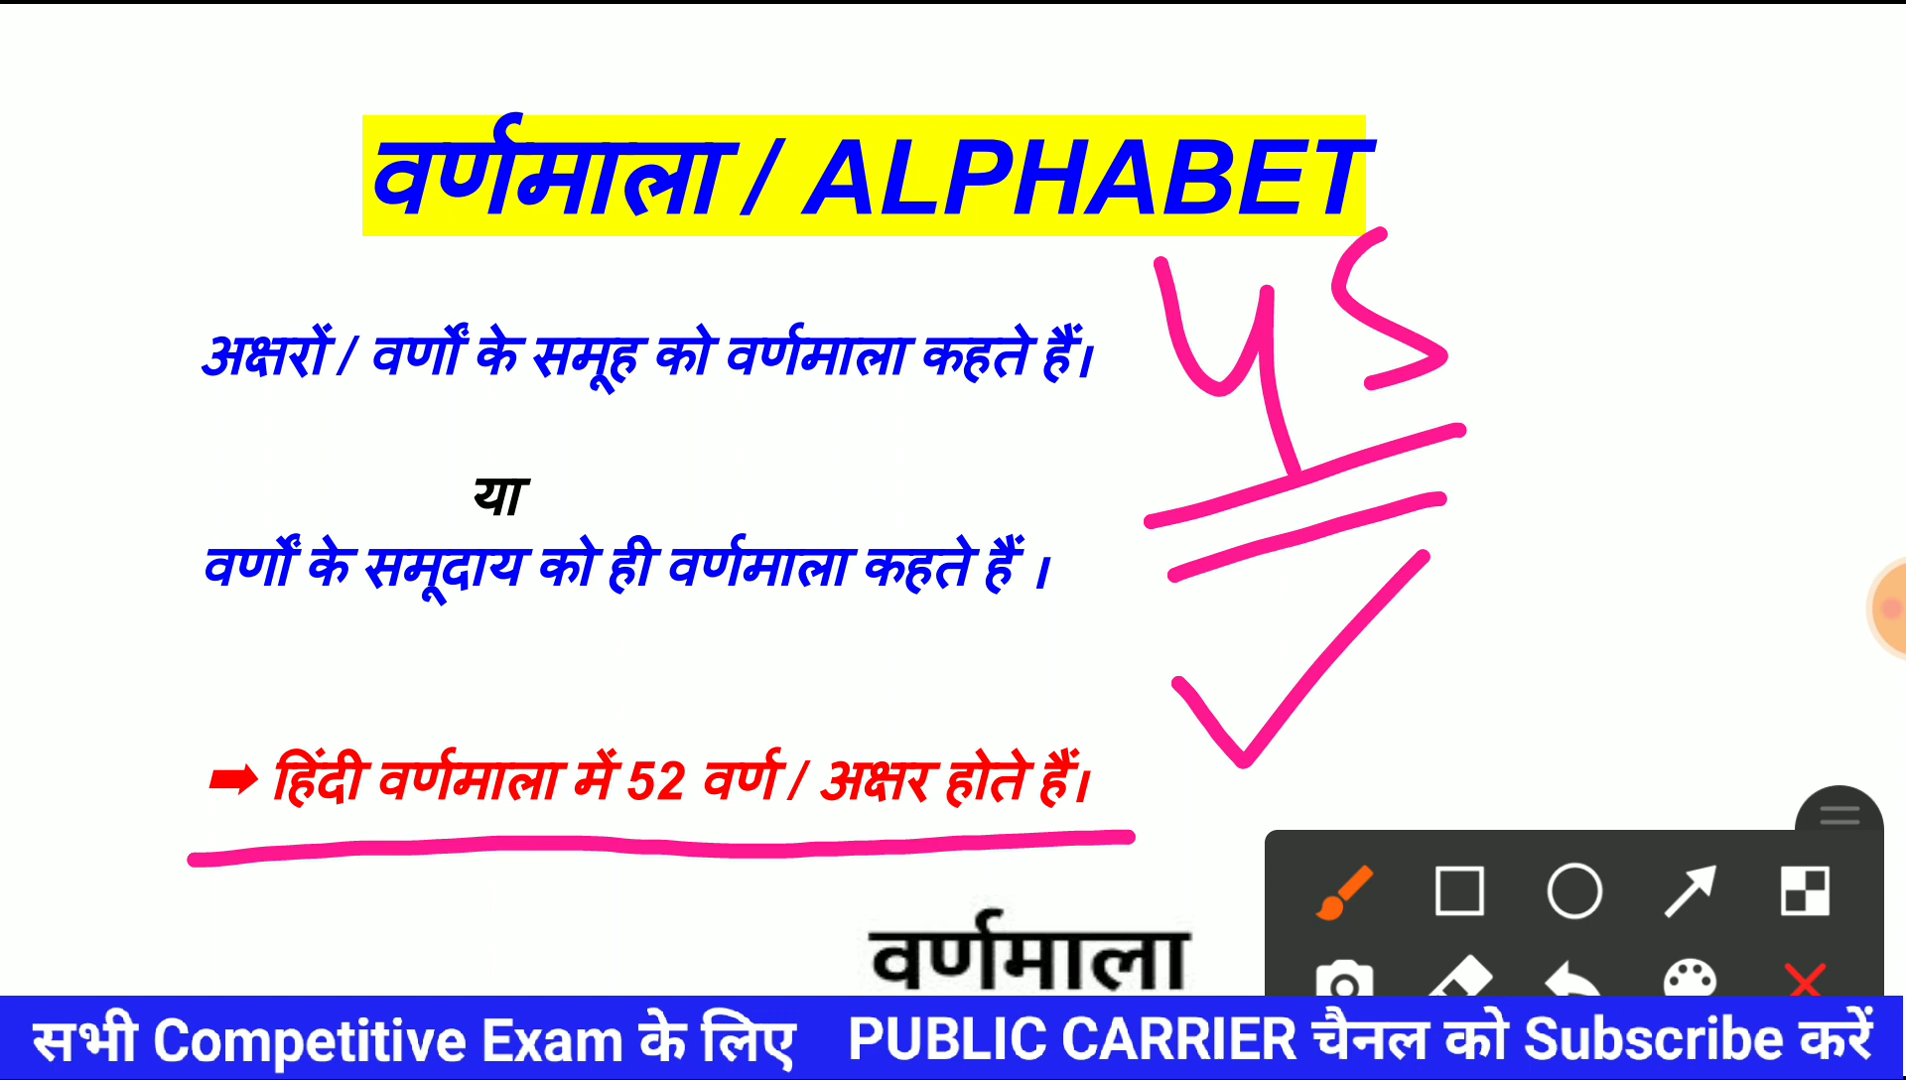 वर्णमाला / ALPHABET
अक्षरों / वर्णों के समूह को वर्णमाला कहते हैं।
या
वर्णों के समूदाय को ही वर्णमाला कहते हैं ।
➡ हिंदी वर्णमाला में 52 वर्ण / अक्षर होते हैं।
वर्णमाला
सभी Competitive Exam के लिए PUBLIC CARRIER चैनल को Subscribe करें